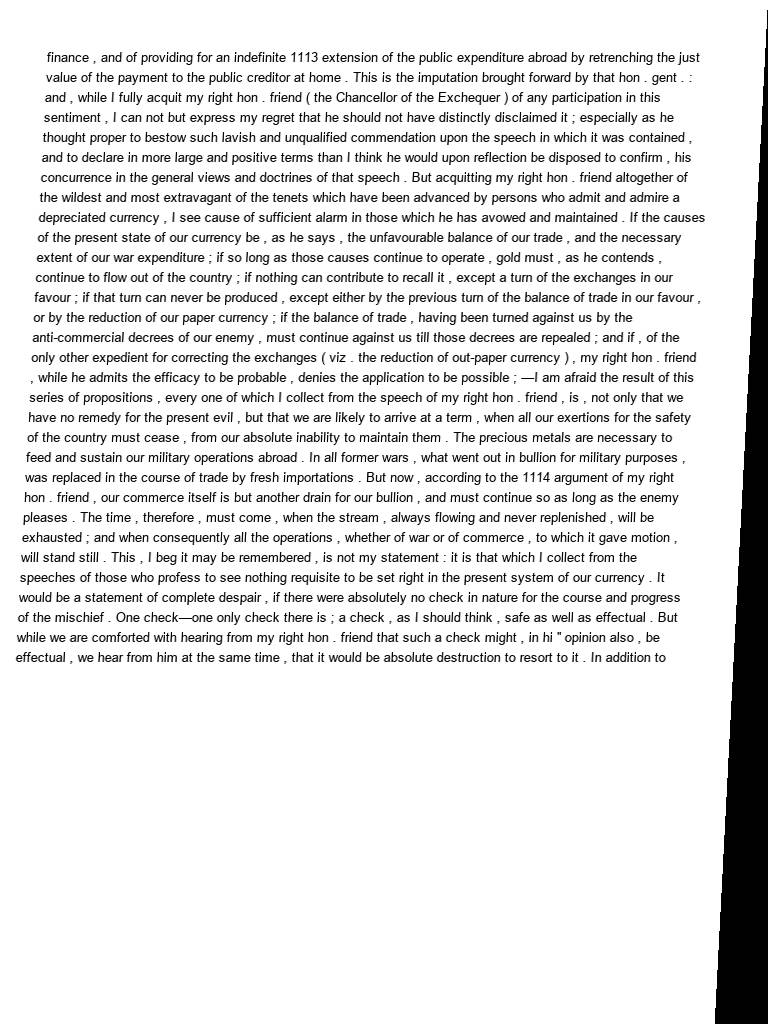 finance , and of providing for an indefinite 1113 extension of the public expenditure abroad by retrenching the just
value of the payment to the public creditor at home . This is the imputation brought forward by that hon . gent . :
and , while I fully acquit my right hon . friend ( the Chancellor of the Exchequer ) of any participation in this
sentiment , I can not but express my regret that he should not have distinctly disclaimed it ; especially as he
thought proper to bestow such lavish and unqualified commendation upon the speech in which it was contained ,
and to declare in more large and positive terms than I think he would upon reflection be disposed to confirm , his
concurrence in the general views and doctrines of that speech . But acquitting my right hon . friend altogether of
the wildest and most extravagant of the tenets which have been advanced by persons who admit and admire a
depreciated currency , I see cause of sufficient alarm in those which he has avowed and maintained . If the causes
of the present state of our currency be , as he says , the unfavourable balance of our trade , and the necessary
extent of our war expenditure ; if so long as those causes continue to operate , gold must , as he contends ,
continue to flow out of the country ; if nothing can contribute to recall it , except a turn of the exchanges in our
favour ; if that turn can never be produced , except either by the previous turn of the balance of trade in our favour ,
or by the reduction of our paper currency ; if the balance of trade , having been turned against us by the
anti-commercial decrees of our enemy , must continue against us till those decrees are repealed ; and if , of the
only other expedient for correcting the exchanges ( viz . the reduction of out-paper currency ) , my right hon . friend
, while he admits the efficacy to be probable , denies the application to be possible ; —I am afraid the result of this
series of propositions , every one of which I collect from the speech of my right hon . friend , is , not only that we
have no remedy for the present evil , but that we are likely to arrive at a term , when all our exertions for the safety
of the country must cease , from our absolute inability to maintain them . The precious metals are necessary to
feed and sustain our military operations abroad . In all former wars , what went out in bullion for military purposes ,
was replaced in the course of trade by fresh importations . But now , according to the 1114 argument of my right
hon . friend , our commerce itself is but another drain for our bullion , and must continue so as long as the enemy
pleases . The time , therefore , must come , when the stream , always flowing and never replenished , will be
exhausted ; and when consequently all the operations , whether of war or of commerce , to which it gave motion ,
will stand still . This , I beg it may be remembered , is not my statement : it is that which I collect from the
speeches of those who profess to see nothing requisite to be set right in the present system of our currency . It
would be a statement of complete despair , if there were absolutely no check in nature for the course and progress
of the mischief . One check—one only check there is ; a check , as I should think , safe as well as effectual . But
while we are comforted with hearing from my right hon . friend that such a check might , in hi " opinion also , be
effectual , we hear from him at the same time , that it would be absolute destruction to resort to it . In addition to